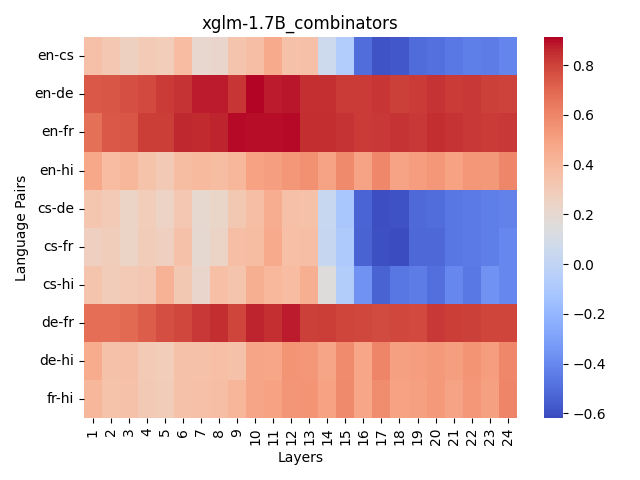 xglm-1.7B_combinators
Language Pairs
en-cs
en-de
en-fr
en-hi
cs-de
cs-fr
cs-hi
de-fr
de-hi
fr-hi
1 2 3 4 5 6 7 8 9 10 11 12 13 14 15 16 17 18 19 20 21 22 23 24
Layers
0.8
0.6
0.4
0.2
0.0
−0.2
−0.4
−0.6